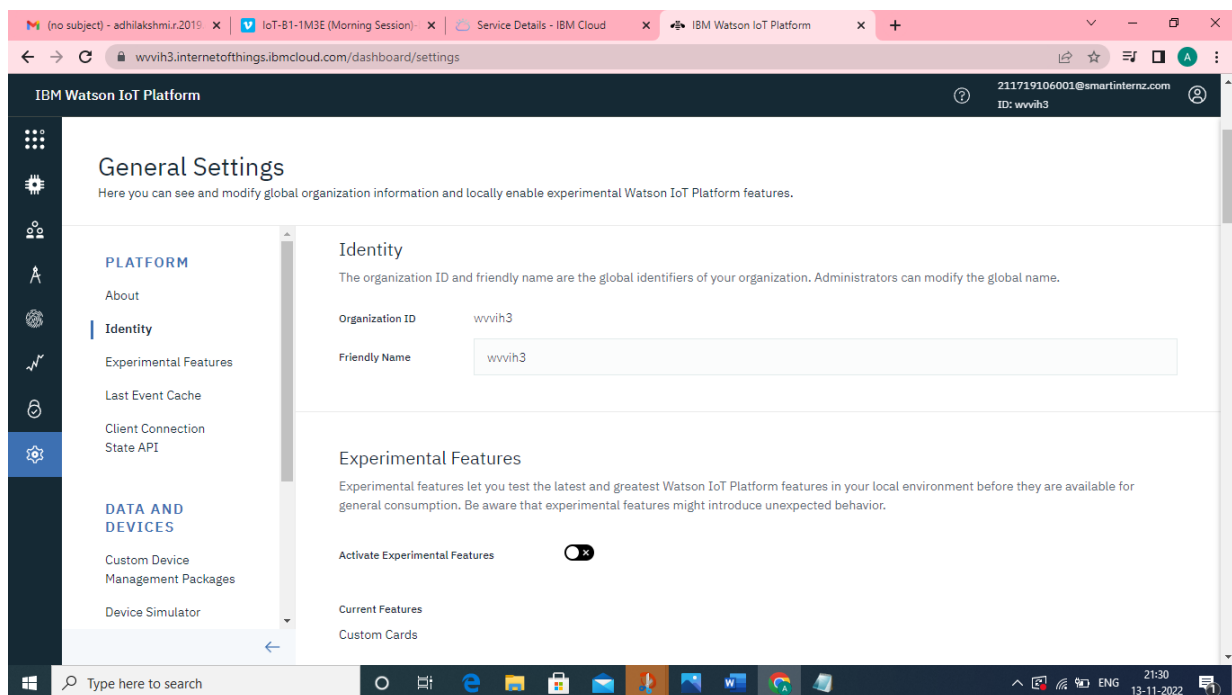 (no subject) - adhilakshmi.r.2019.
IoT-B1-1M3E (Morning Session)-
Service Details - IBM Cloud
IBM Watson IoT Platform
wvvih3.internetofthings.ibmcloud.com/dashboard/settings
A
IBM Watson IoT Platform
211719106001@smartinternz.com
ID: wvvih3
General Settings
Here you can see and modify global organization information and locally enable experimental Watson IoT Platform features.
PLATFORM
About
Identity
Experimental Features
Last Event Cache
Client Connection
State API
DATA AND
DEVICES
Custom Device
Management Packages
Device Simulator
Identity
The organization ID and friendly name are the global identifiers of your organization. Administrators can modify the global name.
Organization ID wvvih3
Friendly Name wvvih3
Experimental Features
Experimental features let you test the latest and greatest Watson IoT Platform features in your local environment before they are available for
general consumption. Be aware that experimental features might introduce unexpected behavior.
Activate Experimental Features
Current Features
Custom Cards
Type here to search
ENG
21:30
13-11-2022